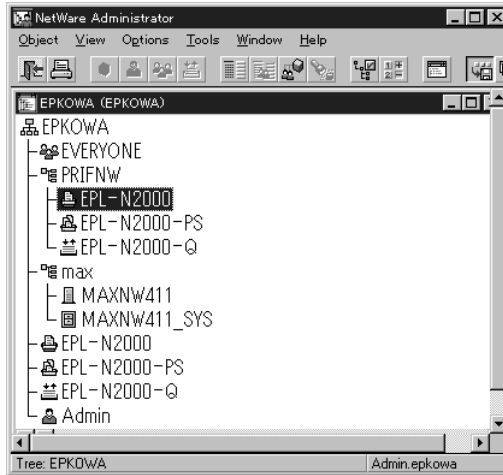 NetWare Administrator
Object View Options Tools Window Help
EPKOWA (EPKOWA)
EPKOWA
EVERYONE
PRIFNW
EPL-N2000
EPL-N2000-PS
EPL-N2000-Q
max
MAXNW411
MAXNW411_SYS
EPL-N2000
EPL-N2000-PS
EPL-N2000-Q
Admin
Tree: EPKOWA Admin.epkowa